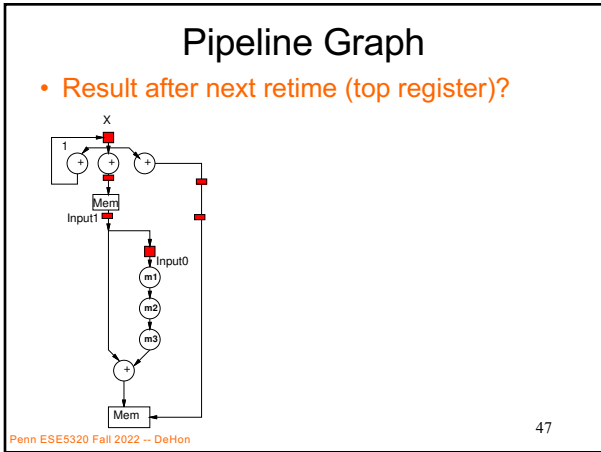 Pipeline Graph
• Result after next retime (top register)?
X
1
+ + +
Mem
Input1
Input0
m1
m2
m3
+
Mem
47
Penn ESE5320 Fall 2022 -- DeHon